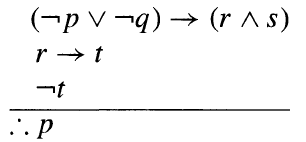 (¬p ∨ ¬q) → (r ∧ s)
r → t
¬t
∴ p